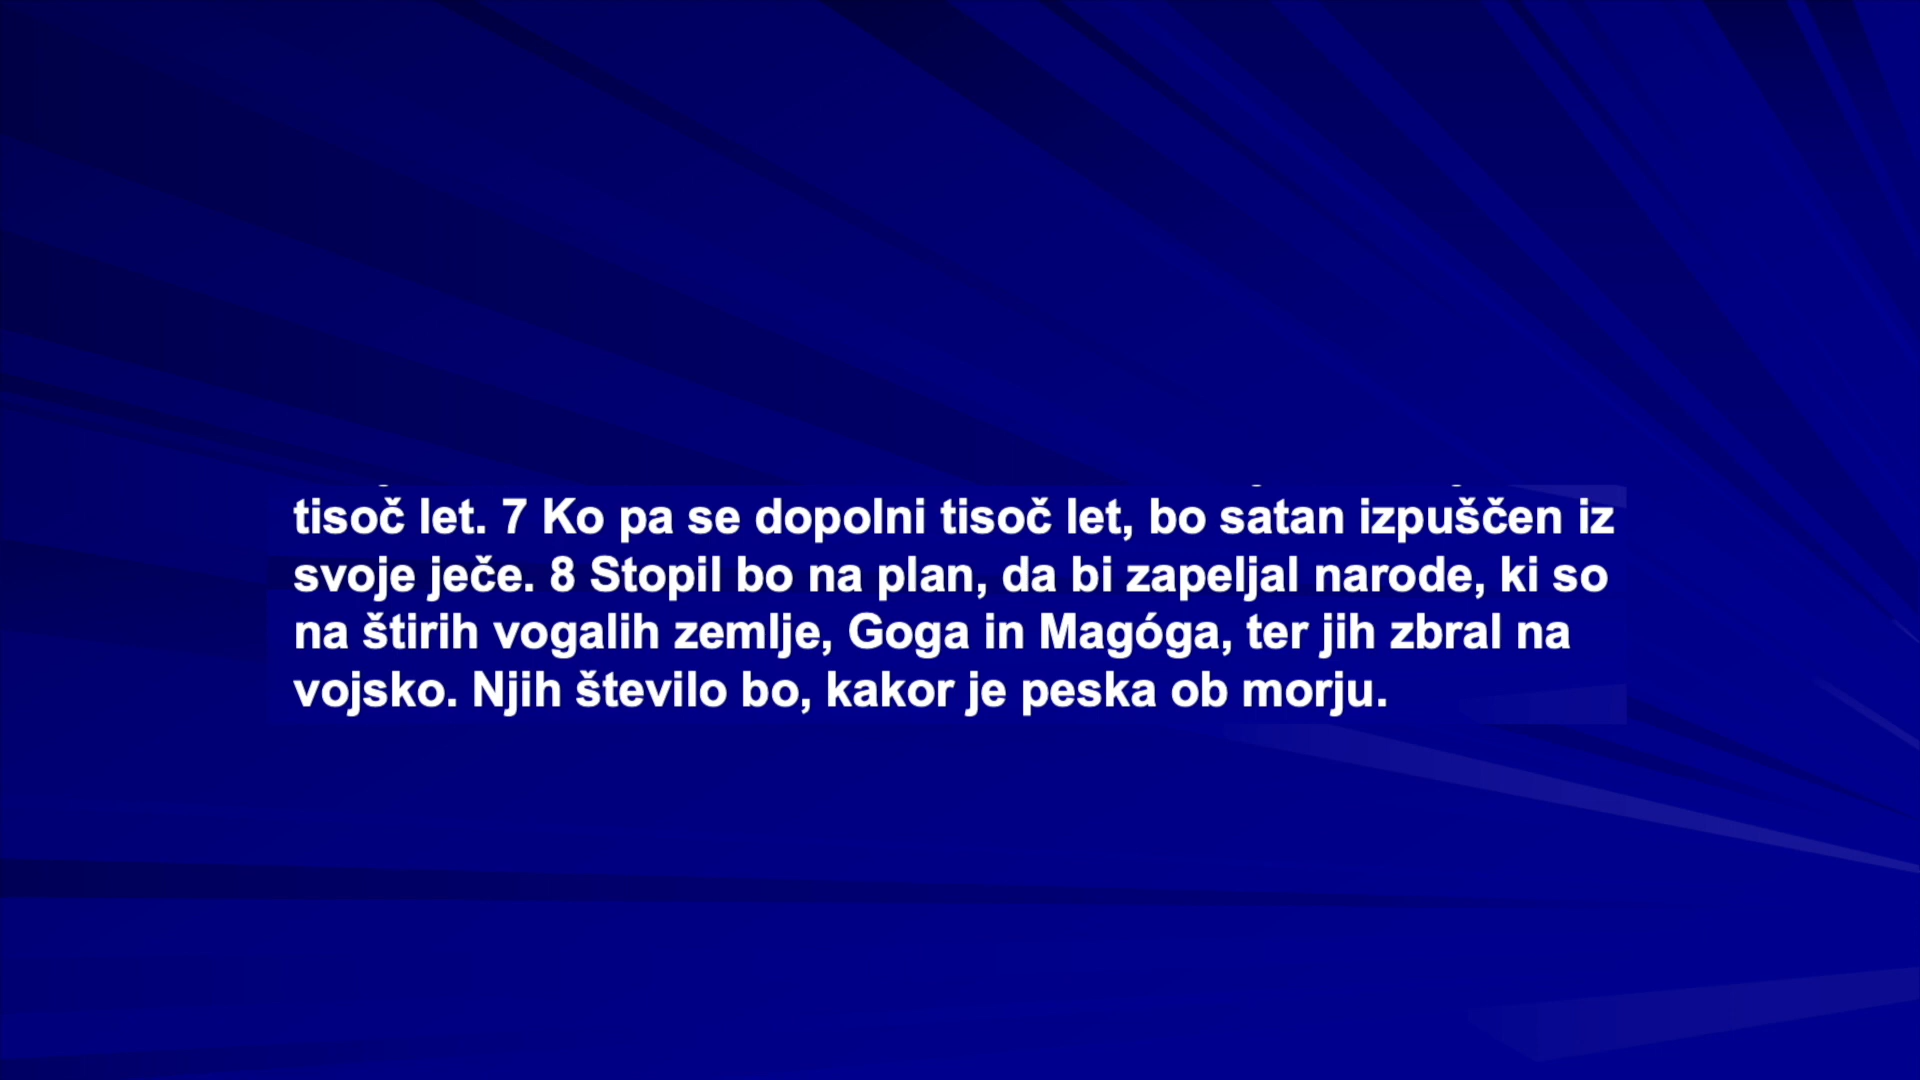 tisoč let. 7 Ko pa se dopolni tisoč let, bo satan izpuščen iz
svoje ječe. 8 Stopil bo na plan, da bi zapeljal narode, ki so
na štirih vogalih zemlje, Goga in Magóga, ter jih zbral na
vojsko. Njih število bo, kakor je peska ob morju.